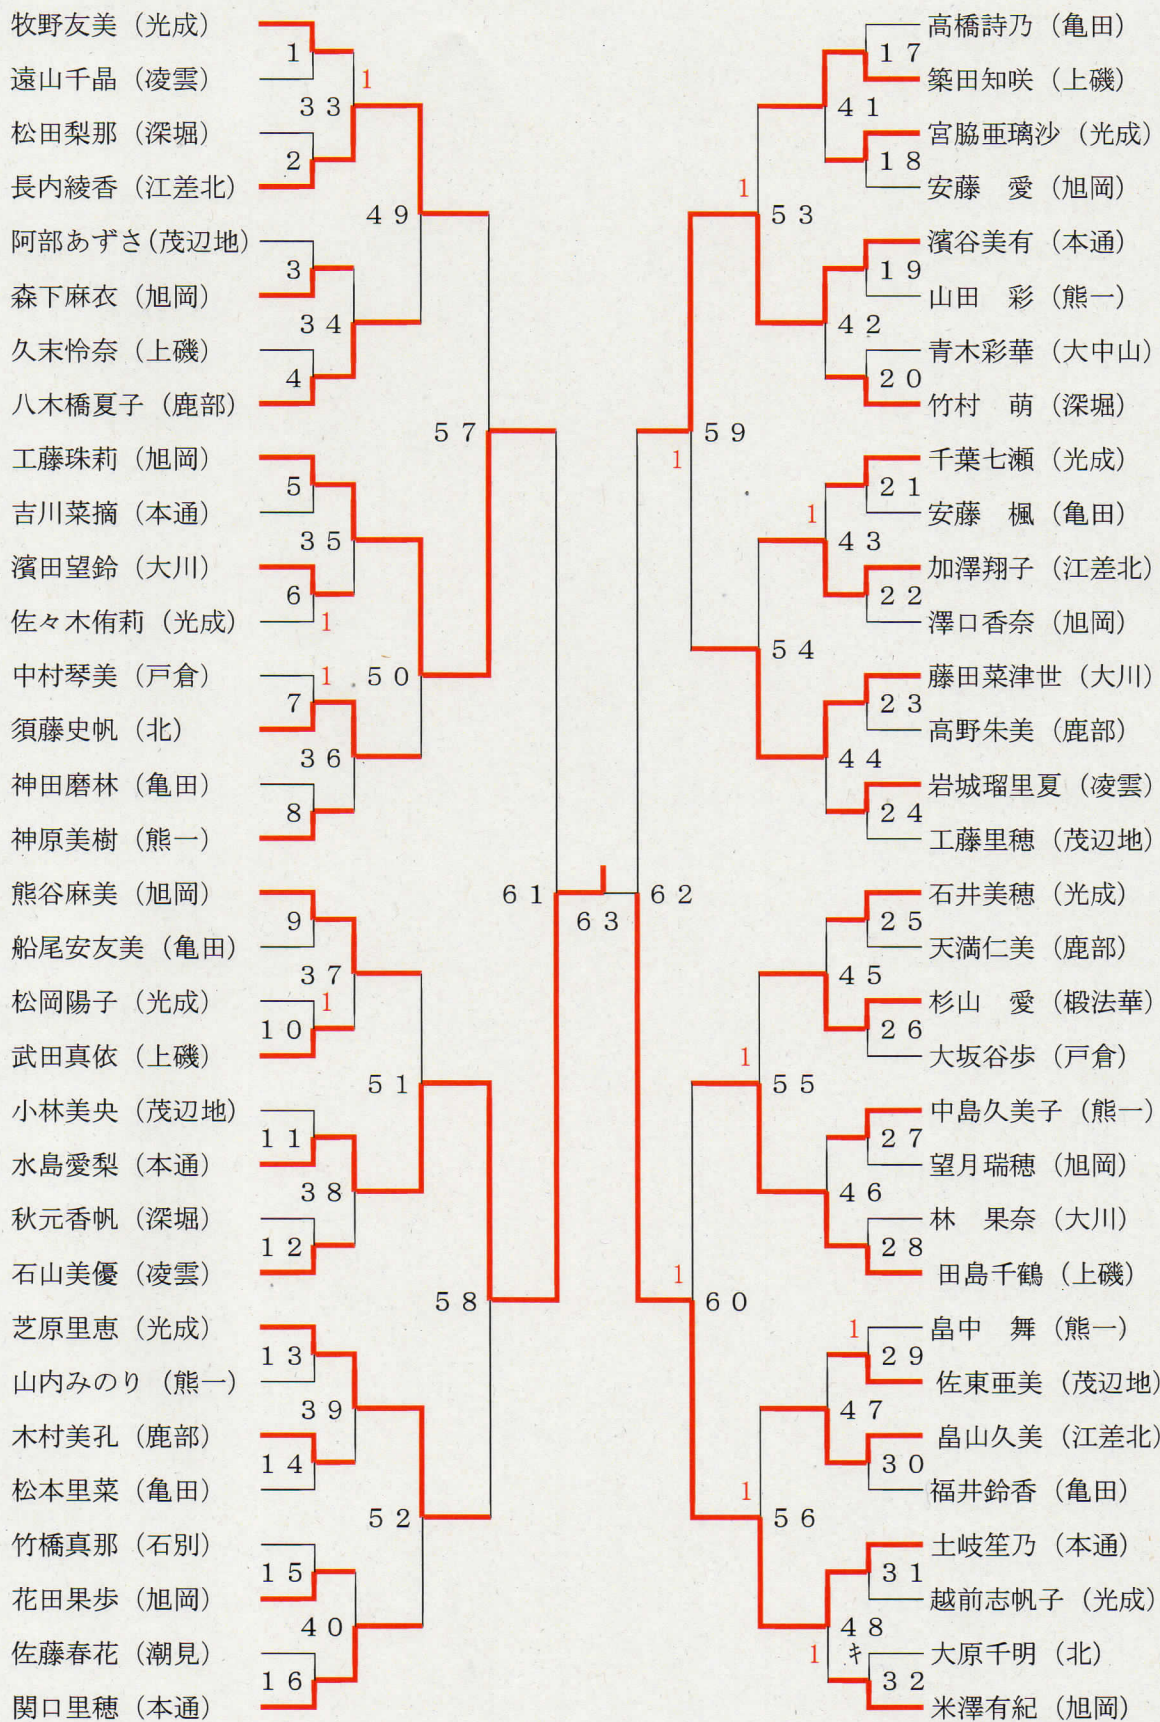 牧野友美（光成）
1
遠山千晶（凌雲）
1
33
松田梨那（深堀）
2
長内綾香（江差北）
49
阿部あずさ(茂辺地)
3
森下麻衣（旭岡）
34
久末怜奈（上磯）
4
八木橋夏子（鹿部）
57
工藤珠莉（旭岡）
5
吉川菜摘（本通）
35
濱田望鈴（大川）
6
佐々木侑莉（光成）
1
50
中村琴美（戸倉）
1
7
須藤史帆（北）
36
神田磨林（亀田）
8
神原美樹（熊一）
61
熊谷麻美（旭岡）
9
船尾安友美（亀田）
37
松岡陽子（光成）
1
10
武田真依（上磯）
51
小林美央（茂辺地）
11
水島愛梨（本通）
38
秋元香帆（深堀）
12
石山美優（凌雲）
58
芝原里恵（光成）
13
山内みのり（熊一）
39
木村美孔（鹿部）
14
松本里菜（亀田）
52
竹橋真那（石別）
15
花田果歩（旭岡）
40
佐藤春花（潮見）
16
関口里穂（本通）
63
高橋詩乃（亀田）
17
築田知咲（上磯）
41
宮脇亜璃沙（光成）
18
安藤　愛（旭岡）
1
53
濱谷美有（本通）
19
山田　彩（熊一）
42
青木彩華（大中山）
20
竹村　萌（深堀）
59
1
千葉七瀬（光成）
21
安藤　楓（亀田）
1
43
加澤翔子（江差北）
22
澤口香奈（旭岡）
54
藤田菜津世（大川）
23
高野朱美（鹿部）
44
岩城瑠里夏（凌雲）
24
工藤里穂（茂辺地）
62
石井美穂（光成）
25
天満仁美（鹿部）
45
杉山　愛（椴法華）
26
大坂谷歩（戸倉）
1
55
中島久美子（熊一）
27
望月瑞穂（旭岡）
46
林　果奈（大川）
28
田島千鶴（上磯）
1
60
畠中　舞（熊一）
1
29
佐東亜美（茂辺地）
47
畠山久美（江差北）
30
福井鈴香（亀田）
1
56
土岐笙乃（本通）
31
越前志帆子（光成）
48
1
キ
大原千明（北）
32
米澤有紀（旭岡）